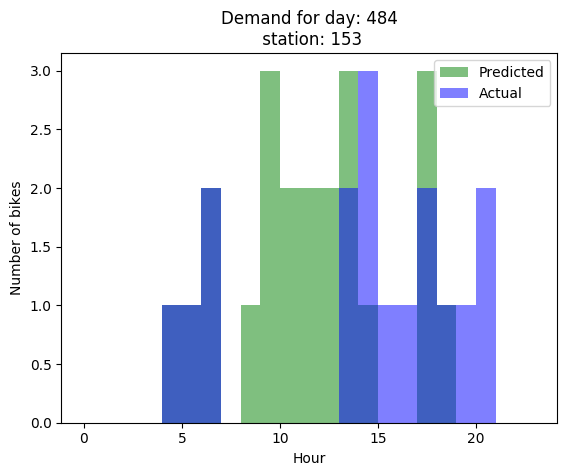 Demand for day: 484
station: 153
3.0
2.5
2.0
1.5
1.0
0.5
0.0
Number of bikes
Predicted
Actual
0 5 10 15 20
Hour